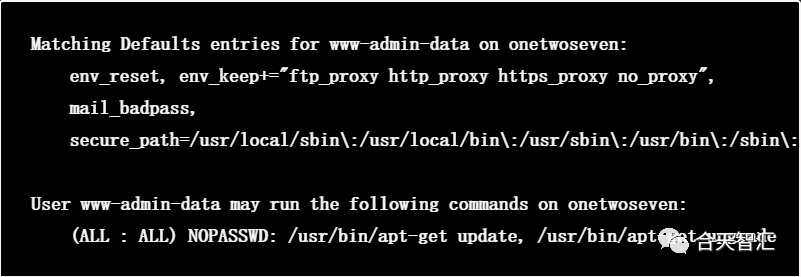 Matching Defaults entries for www-admin-data on onetwoseven:
env_reset, env_keep+="ftp_proxy http_proxy https_proxy no_proxy",
mail_badpass,
secure_path=/usr/local/sbin\:/usr/local/bin\:/usr/sbin\:/usr/bin\:/sbin\:
User www-admin-data may run the following commands on onetwoseven:
(ALL : ALL) NOPASSWD: /usr/bin/apt-get update, /usr/bin/apt-get upgrade
合天智汇